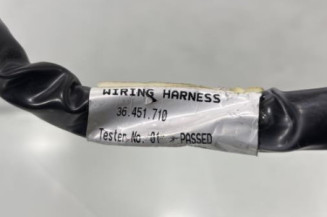 WIRING HARNESS
36.451.710
Tester No. 01 > PASSED